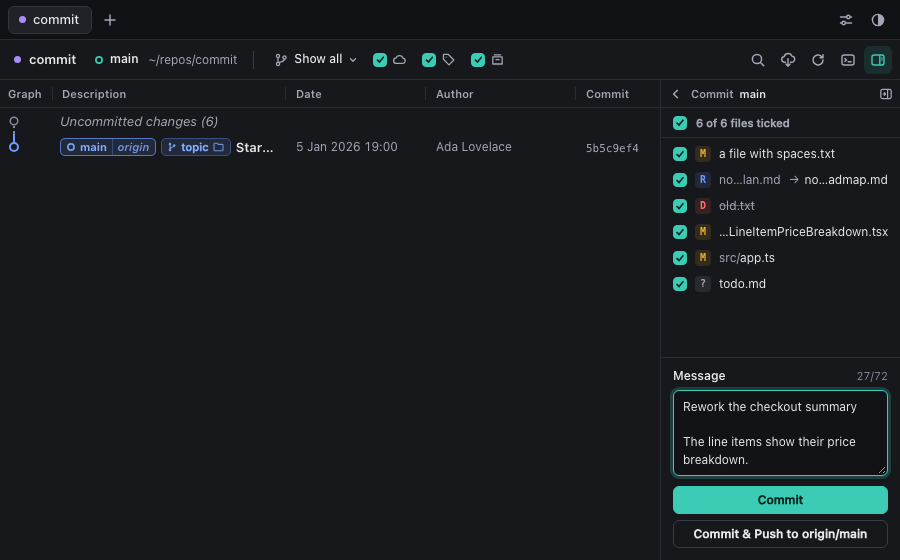 commit
commit main ~/repos/commit Show all
Graph Description Date Author Commit
Uncommitted changes (6)
main origin topic Star... 5 Jan 2026 19:00 Ada Lovelace 5b5c9ef4
Commit main
6 of 6 files ticked
M a file with spaces.txt
R no...lan.md → no...admap.md
D old.txt
M ...LineItemPriceBreakdown.tsx
M src/app.ts
? todo.md
Message 27/72
Rework the checkout summary
The line items show their price
breakdown.
Commit
Commit & Push to origin/main